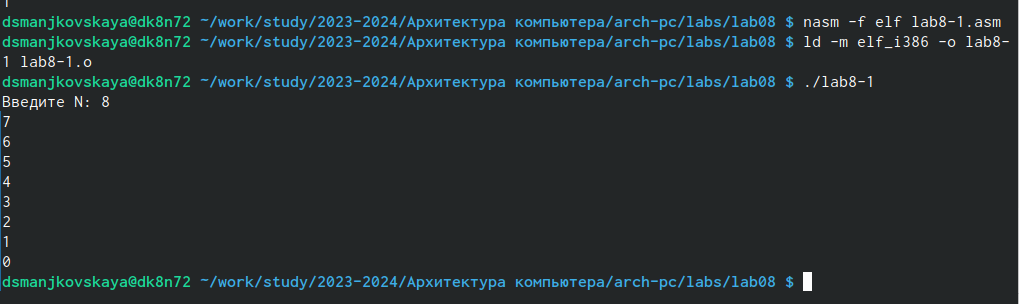 1
dsmanjkovskaya@dk8n72 ~/work/study/2023-2024/Архитектура компьютера/arch-pc/labs/lab08 $ nasm -f elf lab8-1.asm
dsmanjkovskaya@dk8n72 ~/work/study/2023-2024/Архитектура компьютера/arch-pc/labs/lab08 $ ld -m elf_i386 -o lab8-
1 lab8-1.o
dsmanjkovskaya@dk8n72 ~/work/study/2023-2024/Архитектура компьютера/arch-pc/labs/lab08 $ ./lab8-1
Введите N: 8
7
6
5
4
3
2
1
0
dsmanjkovskaya@dk8n72 ~/work/study/2023-2024/Архитектура компьютера/arch-pc/labs/lab08 $